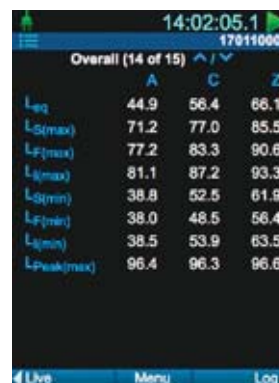 14:02:05.1
17011000
Overall (14 of 15)
A C Z
Leq 44.9 56.4 66.1
LS(max) 71.2 77.0 85.5
LF(max) 77.2 83.3 90.6
LI(max) 81.1 87.2 93.3
LS(min) 38.8 52.5 61.9
LF(min) 38.0 48.5 56.4
LI(min) 38.5 53.9 63.5
LPeak(max) 96.4 96.3 96.6
Live Menu Loc